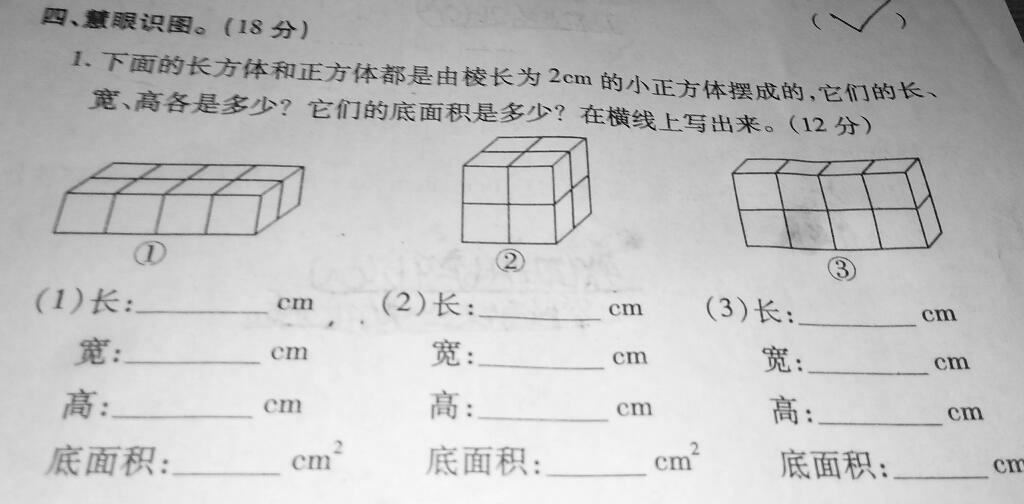 四、慧眼识图。(18 分)
( ✓ )
1. 下面的长方体和正方体都是由棱长为 2cm 的小正方体摆成的,它们的长、
宽、高各是多少? 它们的底面积是多少? 在横线上写出来。(12 分)
① ② ③
(1)长:________ cm (2)长:________ cm (3)长:________ cm
宽:________ cm 宽:________ cm 宽:________ cm
高:________ cm 高:________ cm 高:________ cm
底面积:________ cm² 底面积:________ cm² 底面积:________ cm